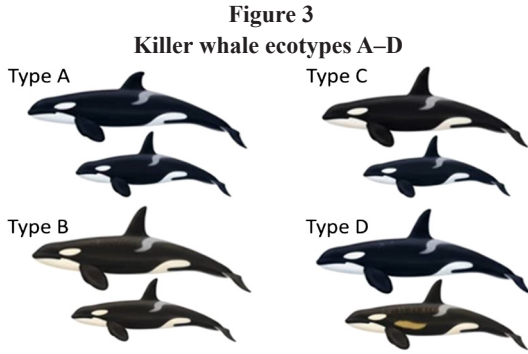 Figure 3
Killer whale ecotypes A–D
Type A
Type C
Type B
Type D